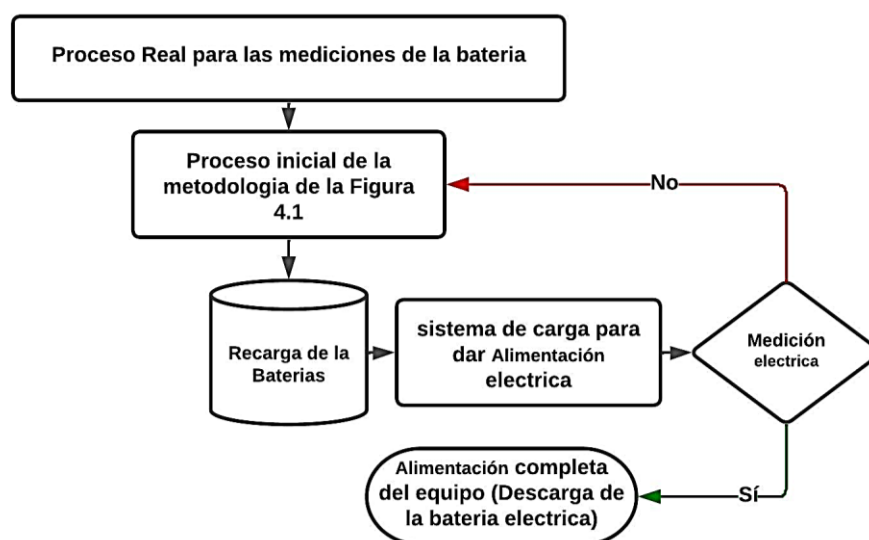 Proceso Real para las mediciones de la bateria
Proceso inicial de la
metodologia de la Figura
4.1
No
Recarga de la
Baterias
sistema de carga para
dar Alimentación
electrica
Medición
electrica
Alimentación completa
del equipo (Descarga de
la bateria electrica)
Sí